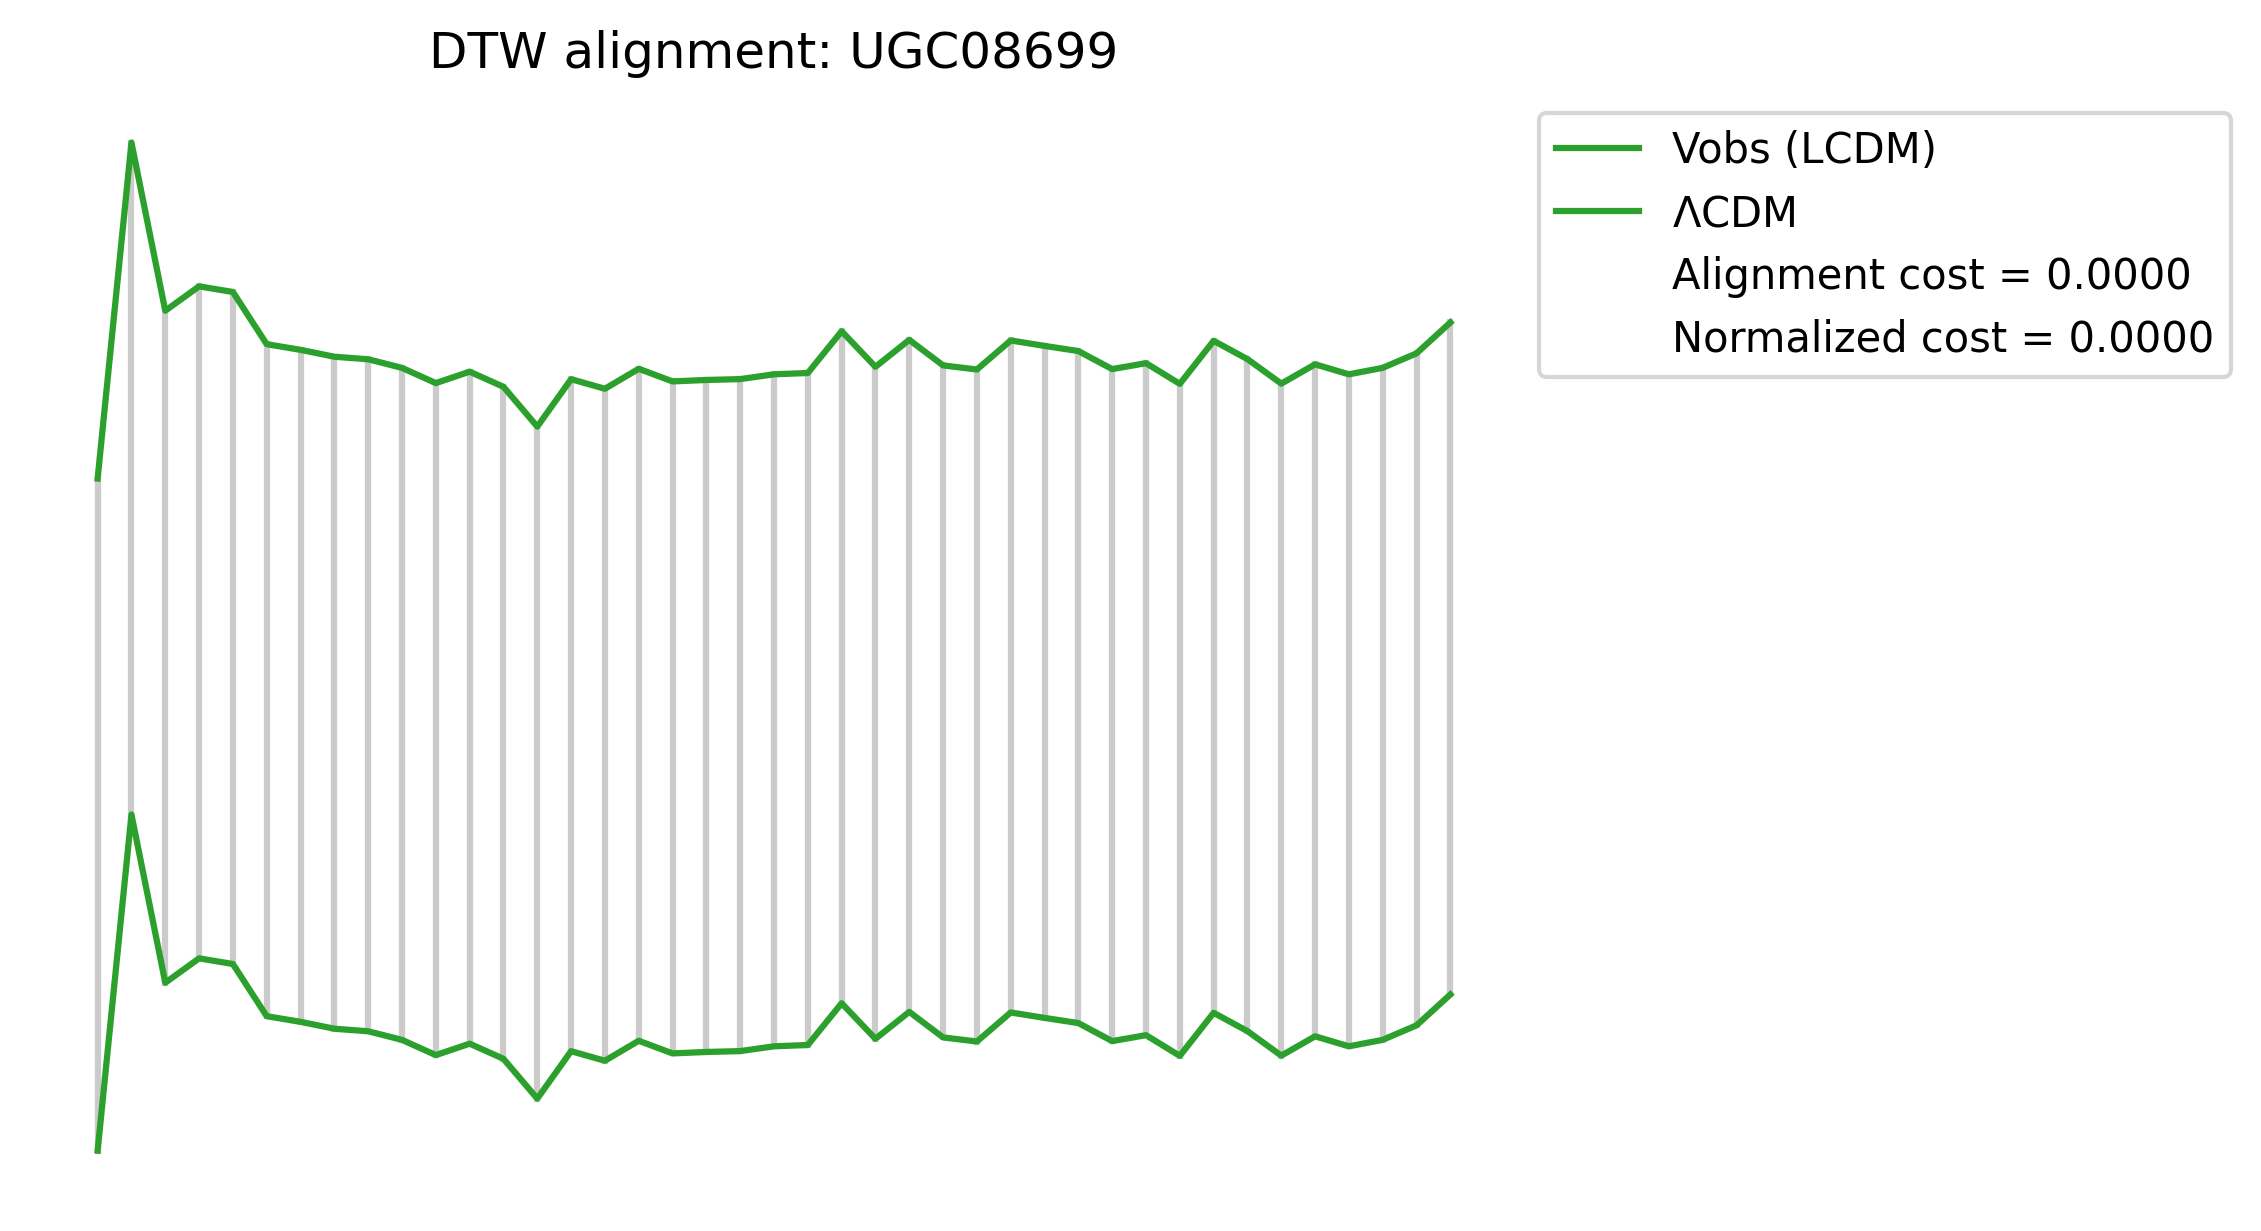 DTW alignment: UGC08699
Vobs (LCDM)
ΛCDM
Alignment cost = 0.0000
Normalized cost = 0.0000